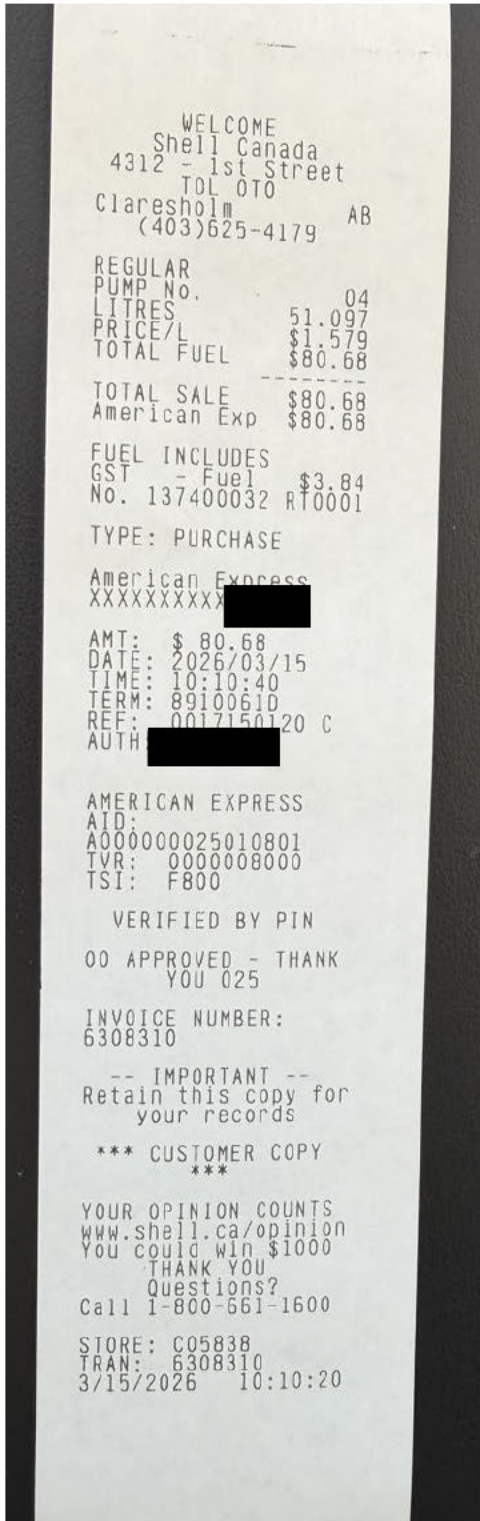 WELCOME
Shell Canada
4312 - 1st Street
TOL OTO
Claresholm AB
(403)625-4179
REGULAR
PUMP No. 04
LITRES 51.097
PRICE/L $1.579
TOTAL FUEL $80.68
--------
TOTAL SALE $80.68
American Exp $80.68
FUEL INCLUDES
GST - Fuel $3.84
No. 137400032 RT0001
TYPE: PURCHASE
American Express
XXXXXXXXXX
AMT: $ 80.68
DATE: 2026/03/15
TIME: 10:10:40
TERM: 8910061D
REF: 0017150120 C
AUTH
AMERICAN EXPRESS
AID:
A000000025010801
TVR: 0000008000
TSI: F800
VERIFIED BY PIN
00 APPROVED - THANK
YOU 025
INVOICE NUMBER:
6308310
-- IMPORTANT --
Retain this copy for
your records
*** CUSTOMER COPY
***
YOUR OPINION COUNTS
www.shell.ca/opinion
You could win $1000
THANK YOU
Questions?
Call 1-800-661-1600
STORE: C05838
TRAN: 6308310
3/15/2026 10:10:20